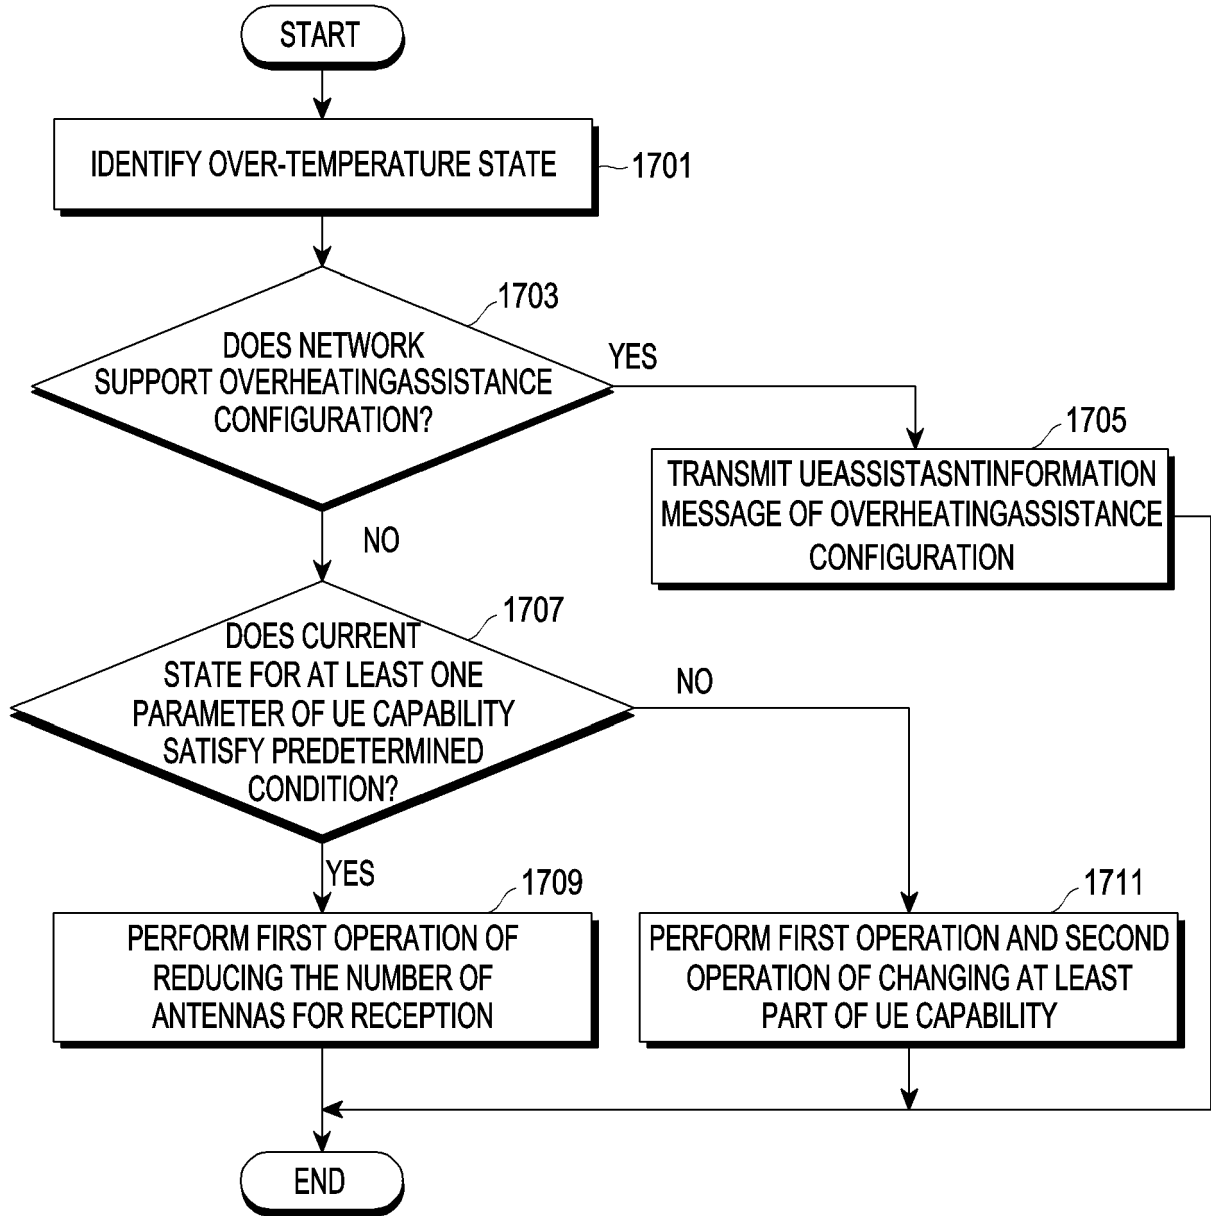 START
IDENTIFY OVER-TEMPERATURE STATE
1701
1703
DOES NETWORK
SUPPORT OVERHEATINGASSISTANCE
CONFIGURATION?
YES
1705
TRANSMIT UEASSISTASNTINFORMATION
MESSAGE OF OVERHEATINGASSISTANCE
CONFIGURATION
NO
1707
DOES CURRENT
STATE FOR AT LEAST ONE
PARAMETER OF UE CAPABILITY
SATISFY PREDETERMINED
CONDITION?
NO
YES
1709
PERFORM FIRST OPERATION OF
REDUCING THE NUMBER OF
ANTENNAS FOR RECEPTION
1711
PERFORM FIRST OPERATION AND SECOND
OPERATION OF CHANGING AT LEAST
PART OF UE CAPABILITY
END